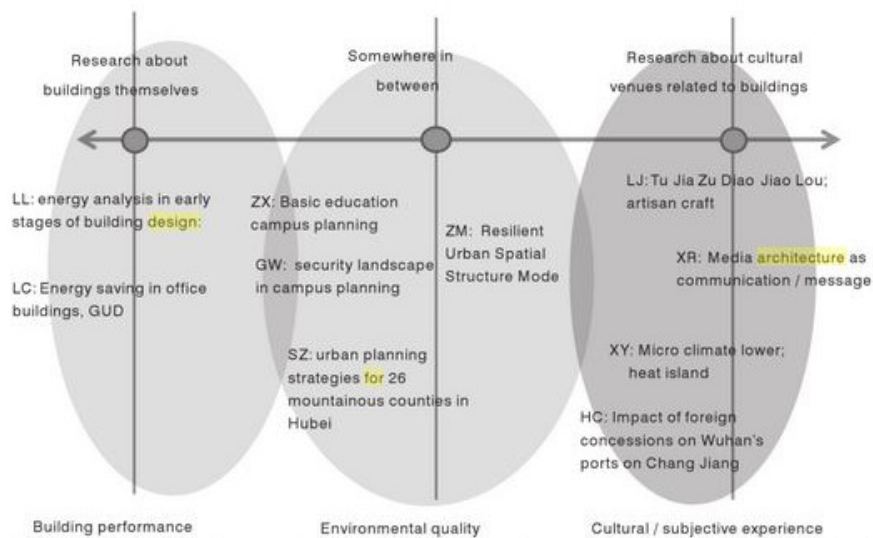 Research about
buildings themselves
Somewhere in
between
Research about cultural
venues related to buildings
LL: energy analysis in early
stages of building design:
LC: Energy saving in office
buildings, GUD
ZX: Basic education
campus planning
GW: security landscape
in campus planning
SZ: urban planning
strategies for 26
mountainous counties in
Hubei
ZM: Resilient
Urban Spatial
Structure Mode
LJ: Tu Jia Zu Diao Jiao Lou;
artisan craft
XR: Media architecture as
communication / message
XY: Micro climate lower;
heat island
HC: Impact of foreign
concessions on Wuhan's
ports on Chang Jiang
Building performance
Environmental quality
Cultural / subjective experience